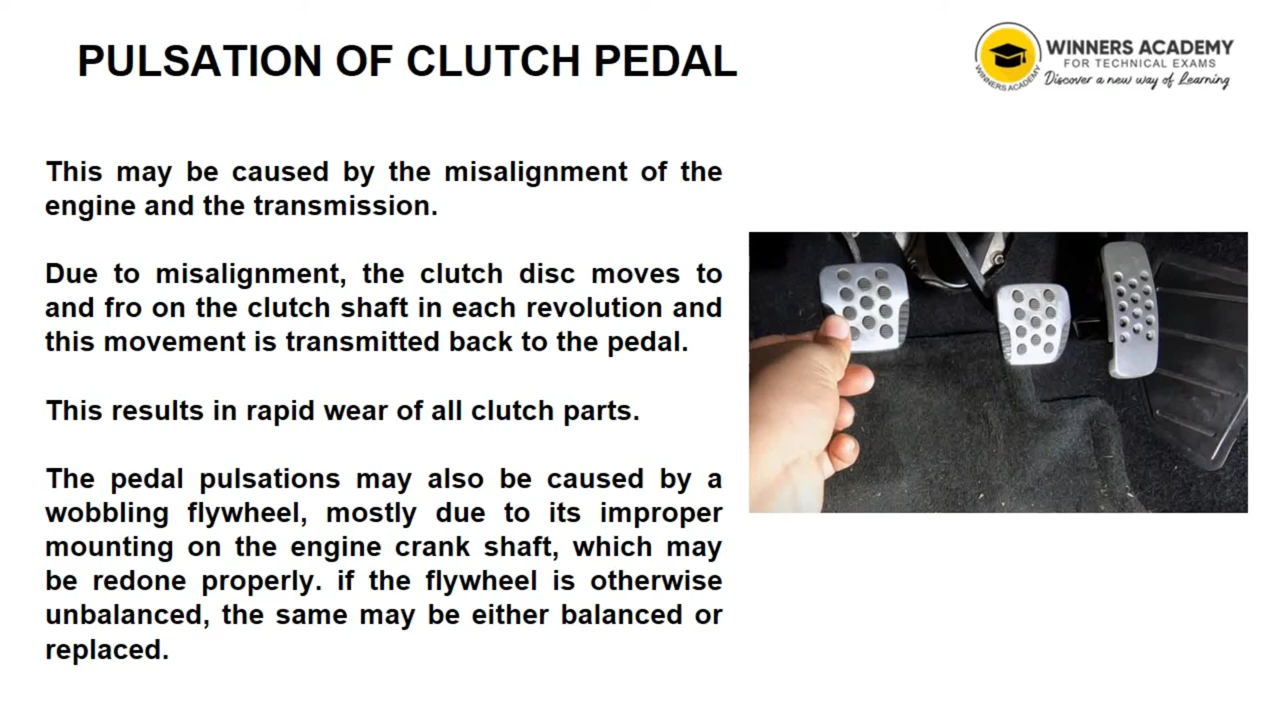 PULSATION OF CLUTCH PEDAL
WINNERS ACADEMY
FOR TECHNICAL EXAMS
Discover a new way of Learning
WINNERS ACADEMY
This may be caused by the misalignment of the
engine and the transmission.
Due to misalignment, the clutch disc moves to
and fro on the clutch shaft in each revolution and
this movement is transmitted back to the pedal.
This results in rapid wear of all clutch parts.
The pedal pulsations may also be caused by a
wobbling flywheel, mostly due to its improper
mounting on the engine crank shaft, which may
be redone properly. if the flywheel is otherwise
unbalanced, the same may be either balanced or
replaced.